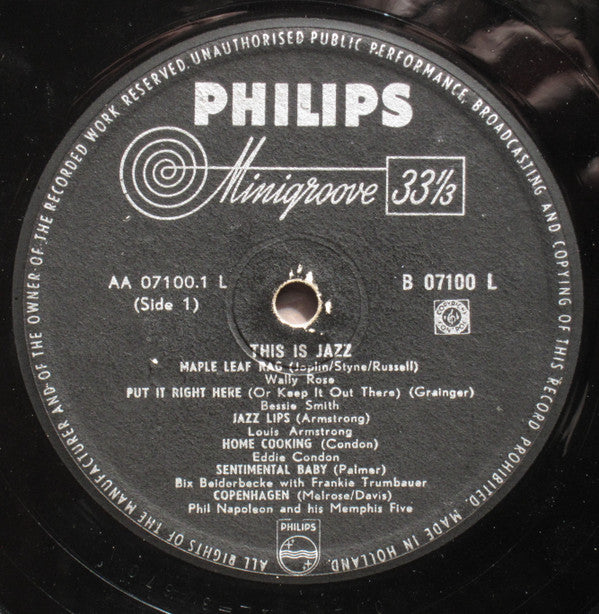 ALL RIGHTS OF THE MANUFACTURER AND OF THE OWNER OF THE RECORDED WORK RESERVED. UNAUTHORISED PUBLIC PERFORMANCE, BROADCASTING AND COPYING OF THIS RECORD PROHIBITED. MADE IN HOLLAND.
PHILIPS
Minigroove 33⅓
AA 07100.1 L
(Side 1)
B 07100 L
THIS IS JAZZ
MAPLE LEAF RAG (Joplin/Styne/Russell)
Wally Rose
PUT IT RIGHT HERE (Or Keep It Out There) (Grainger)
Bessie Smith
JAZZ LIPS (Armstrong)
Louis Armstrong
HOME COOKING (Condon)
Eddie Condon
SENTIMENTAL BABY (Palmer)
Bix Beiderbecke with Frankie Trumbauer
COPENHAGEN (Melrose/Davis)
Phil Napoleon and his Memphis Five
PHILIPS